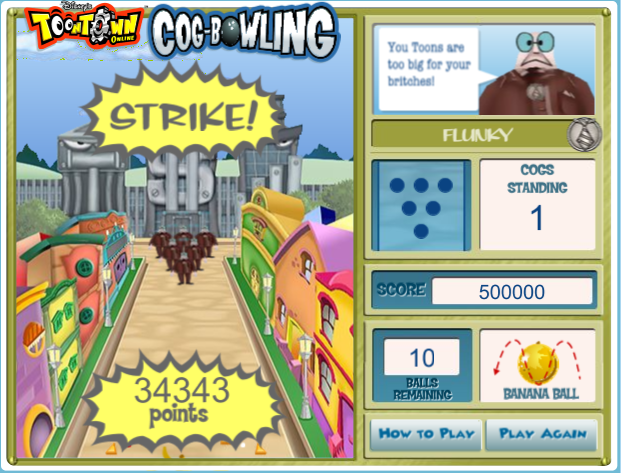 Disney's
TOONTOWN
ONLINE
COG-BOWLING
STRIKE!
You Toons are
too big for your
britches!
FLUNKY
COGS
STANDING
1
SCORE 500000
10
BALLS
REMAINING
BANANA BALL
34343
points
HOW TO PLAY
PLAY AGAIN